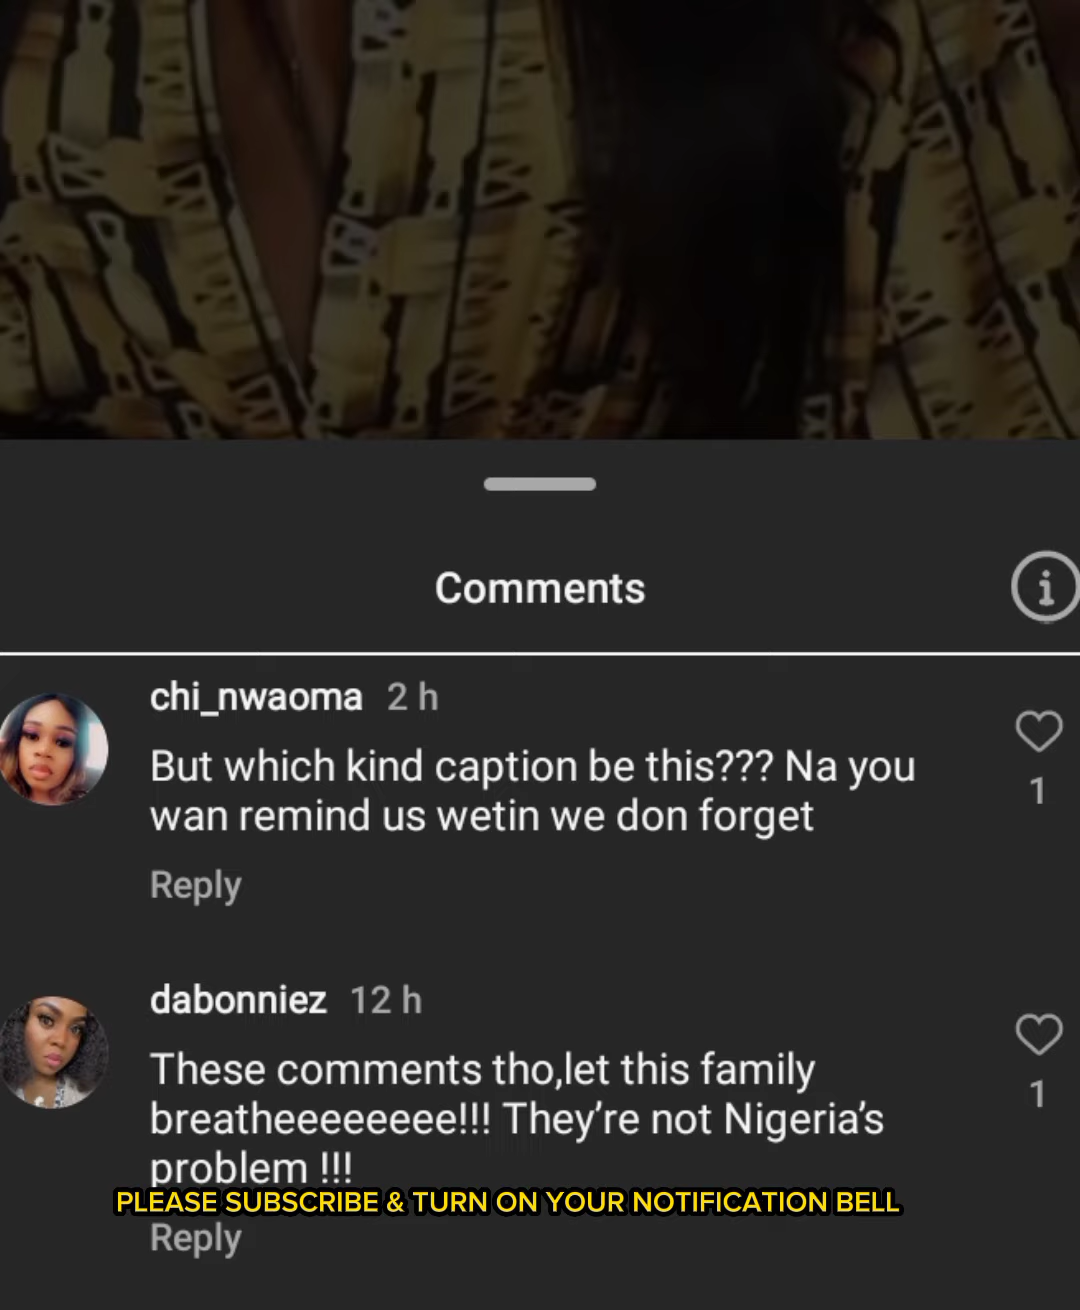 Comments
chi_nwaoma 2 h
But which kind caption be this??? Na you
wan remind us wetin we don forget
1
Reply
dabonniez 12 h
These comments tho,let this family
breatheeeeeeee!!! They’re not Nigeria’s
1
problem !!!
PLEASE SUBSCRIBE & TURN ON YOUR NOTIFICATION BELL
Reply